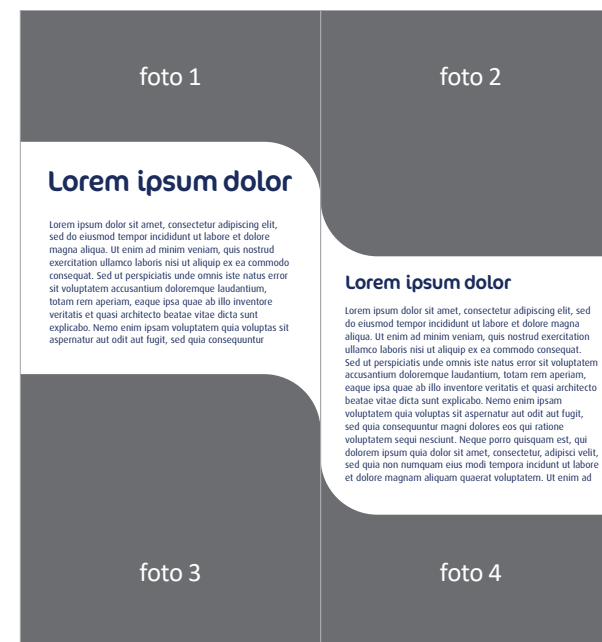 foto 1
foto 2
Lorem ipsum dolor
Lorem ipsum dolor sit amet, consectetur adipiscing elit,
sed do eiusmod tempor incididunt ut labore et dolore
magna aliqua. Ut enim ad minim veniam, quis nostrud
exercitation ullamco laboris nisi ut aliquip ex ea commodo
consequat. Sed ut perspiciatis unde omnis iste natus error
sit voluptatem accusantium doloremque laudantium,
totam rem aperiam, eaque ipsa quae ab illo inventore
veritatis et quasi architecto beatae vitae dicta sunt
explicabo. Nemo enim ipsam voluptatem quia voluptas sit
aspernatur aut odit aut fugit, sed quia consequuntur
Lorem ipsum dolor
Lorem ipsum dolor sit amet, consectetur adipiscing elit, sed
do eiusmod tempor incididunt ut labore et dolore magna
aliqua. Ut enim ad minim veniam, quis nostrud exercitation
ullamco laboris nisi ut aliquip ex ea commodo consequat.
Sed ut perspiciatis unde omnis iste natus error sit voluptatem
accusantium doloremque laudantium, totam rem aperiam,
eaque ipsa quae ab illo inventore veritatis et quasi architecto
beatae vitae dicta sunt explicabo. Nemo enim ipsam
voluptatem quia voluptas sit aspernatur aut odit aut fugit,
sed quia consequuntur magni dolores eos qui ratione
voluptatem sequi nesciunt. Neque porro quisquam est, qui
dolorem ipsum quia dolor sit amet, consectetur, adipisci velit,
sed quia non numquam eius modi tempora incidunt ut labore
et dolore magnam aliquam quaerat voluptatem. Ut enim ad
foto 3
foto 4